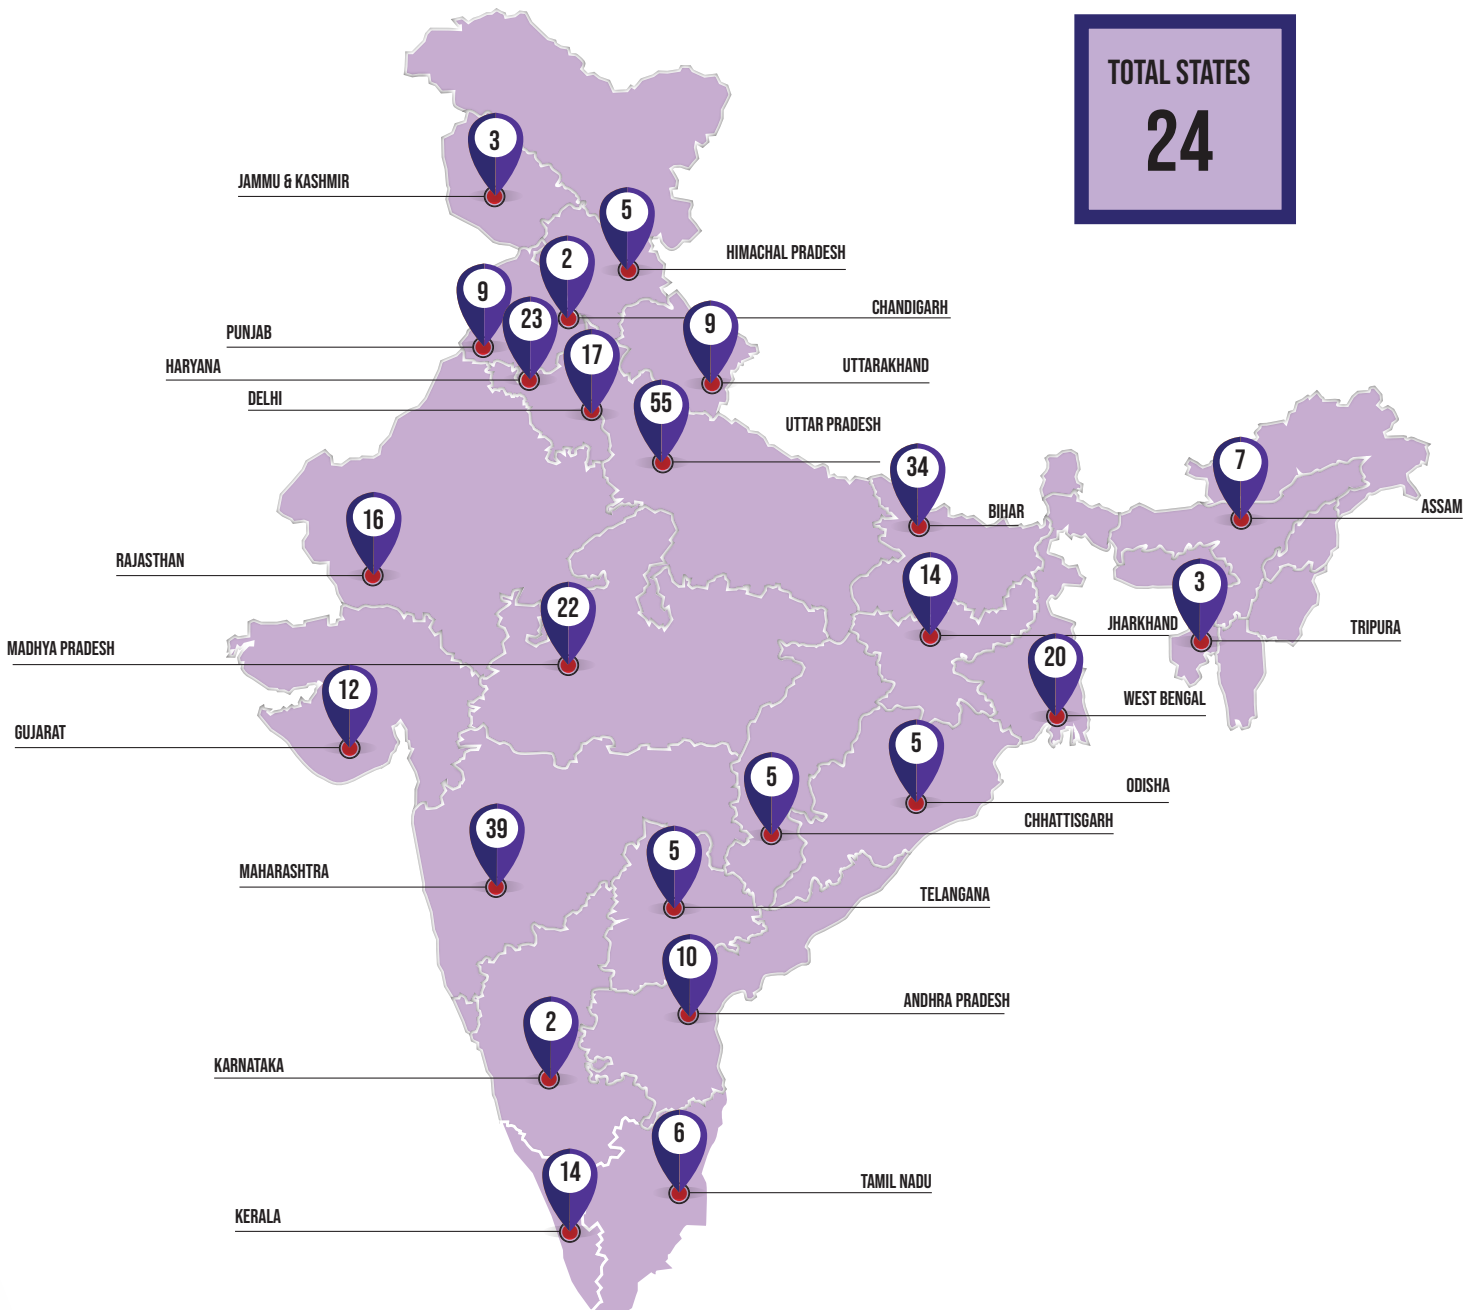 TOTAL STATES
24
3
JAMMU & KASHMIR
5
HIMACHAL PRADESH
2
CHANDIGARH
9
PUNJAB
23
HARYANA
9
UTTARAKHAND
17
DELHI
55
UTTAR PRADESH
34
BIHAR
7
ASSAM
16
RAJASTHAN
14
JHARKHAND
3
TRIPURA
22
MADHYA PRADESH
20
WEST BENGAL
12
GUJARAT
5
ODISHA
5
CHHATTISGARH
39
MAHARASHTRA
5
TELANGANA
10
ANDHRA PRADESH
2
KARNATAKA
6
TAMIL NADU
14
KERALA